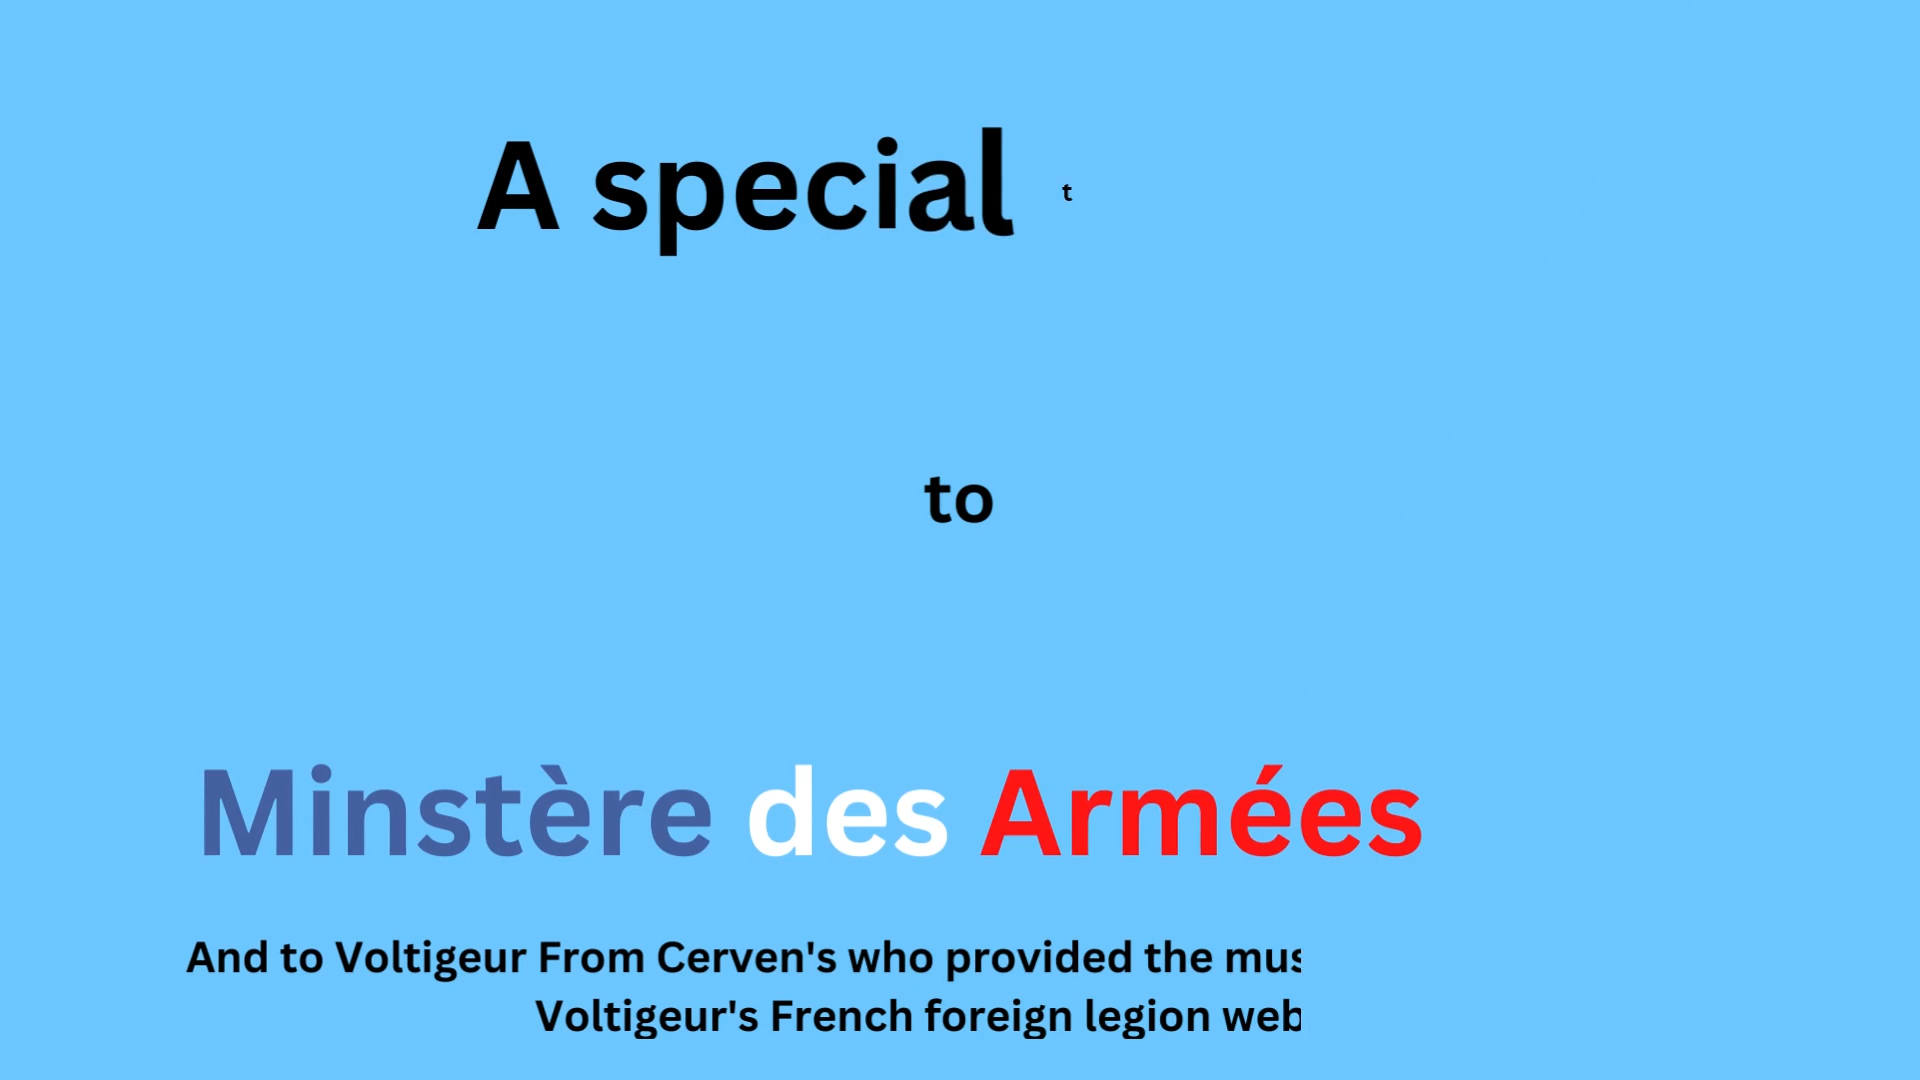 A special t
to
Minstère des Armées
And to Voltigeur From Cerven's who provided the mus
Voltigeur's French foreign legion web